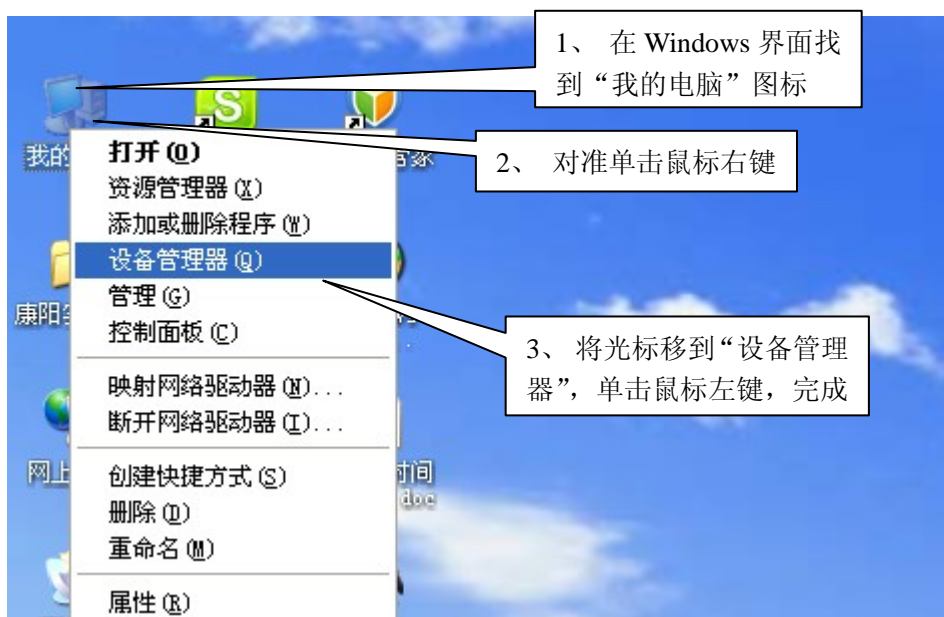 1、 在 Windows 界面找
到“我的电脑”图标
2、 对准单击鼠标右键
3、 将光标移到“设备管理
器”，单击鼠标左键，完成
我的
管家
打开(O)
资源管理器(X)
添加或删除程序(W)
设备管理器(Q)
管理(G)
控制面板(C)
映射网络驱动器(N)...
断开网络驱动器(I)...
创建快捷方式(S)
删除(D)
重命名(M)
属性(R)
康阳
网上
时间
doc